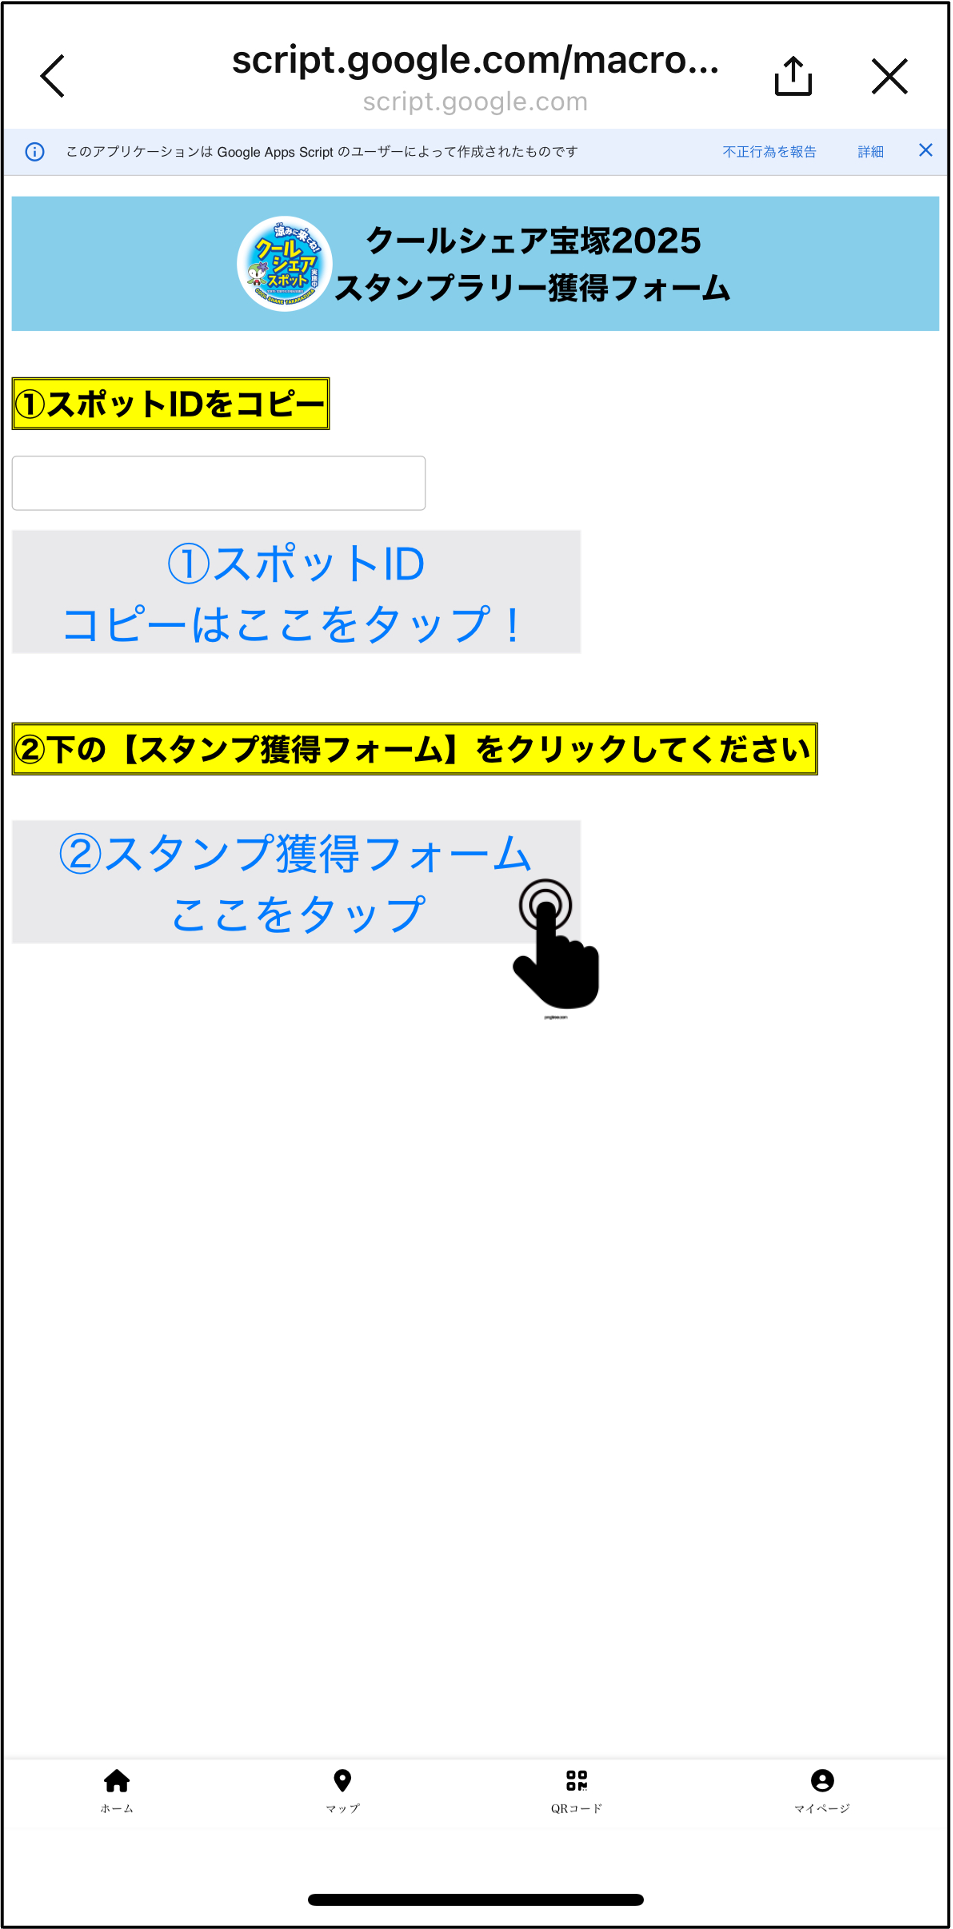 script.google.com/macro...
script.google.com
このアプリケーションは Google Apps Script のユーザーによって作成されたものです
不正行為を報告
詳細
涼みに来てね!
クール
シェア
スポット
実施中
クールシェア宝塚2025
スタンプラリー獲得フォーム
①スポットIDをコピー
①スポットID
コピーはここをタップ！
②下の【スタンプ獲得フォーム】をクリックしてください
②スタンプ獲得フォーム
ここをタップ
ホーム
マップ
QRコード
マイページ